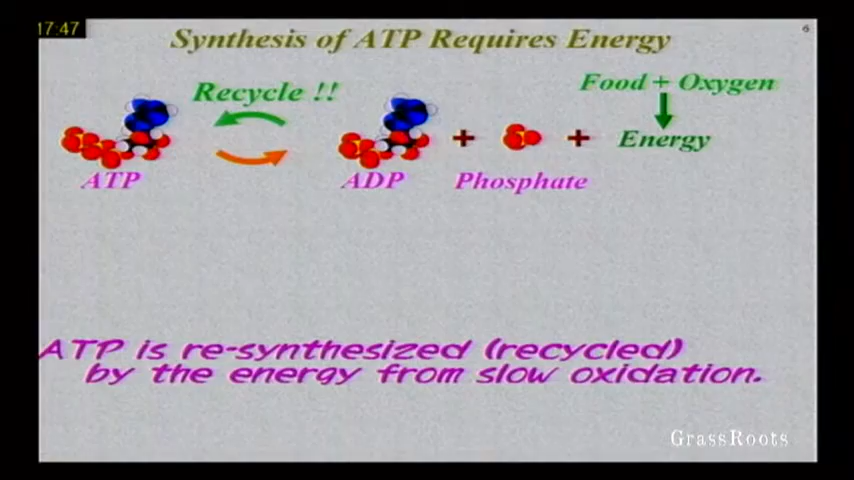 17:47
6
Synthesis of ATP Requires Energy
Recycle !!
Food + Oxygen
+
+
Energy
ATP
ADP
Phosphate
ATP is re-synthesized (recycled)
by the energy from slow oxidation.
GrassRoots